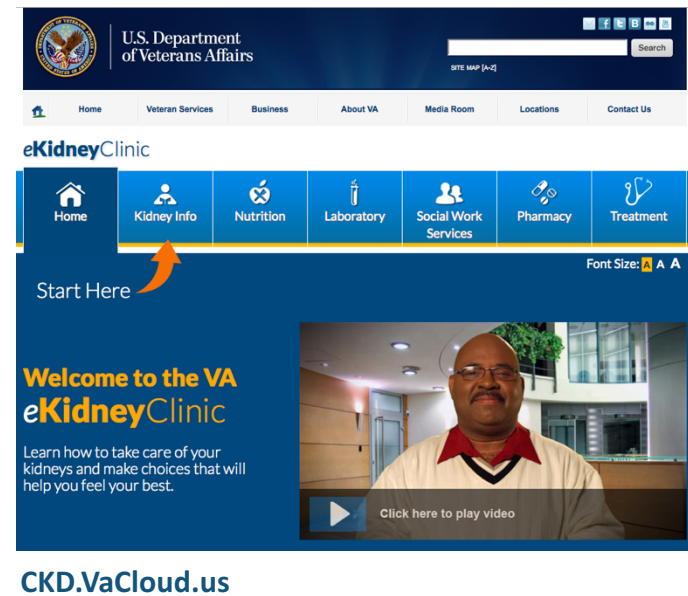 U.S. Department
of Veterans Affairs
Search
SITE MAP [A-Z]
Home
Veteran Services
Business
About VA
Media Room
Locations
Contact Us
eKidneyClinic
Home
Kidney Info
Nutrition
Laboratory
Social Work
Services
Pharmacy
Treatment
Font Size: A A A
Start Here
Welcome to the VA
eKidneyClinic
Learn how to take care of your
kidneys and make choices that will
help you feel your best.
Click here to play video
CKD.VaCloud.us